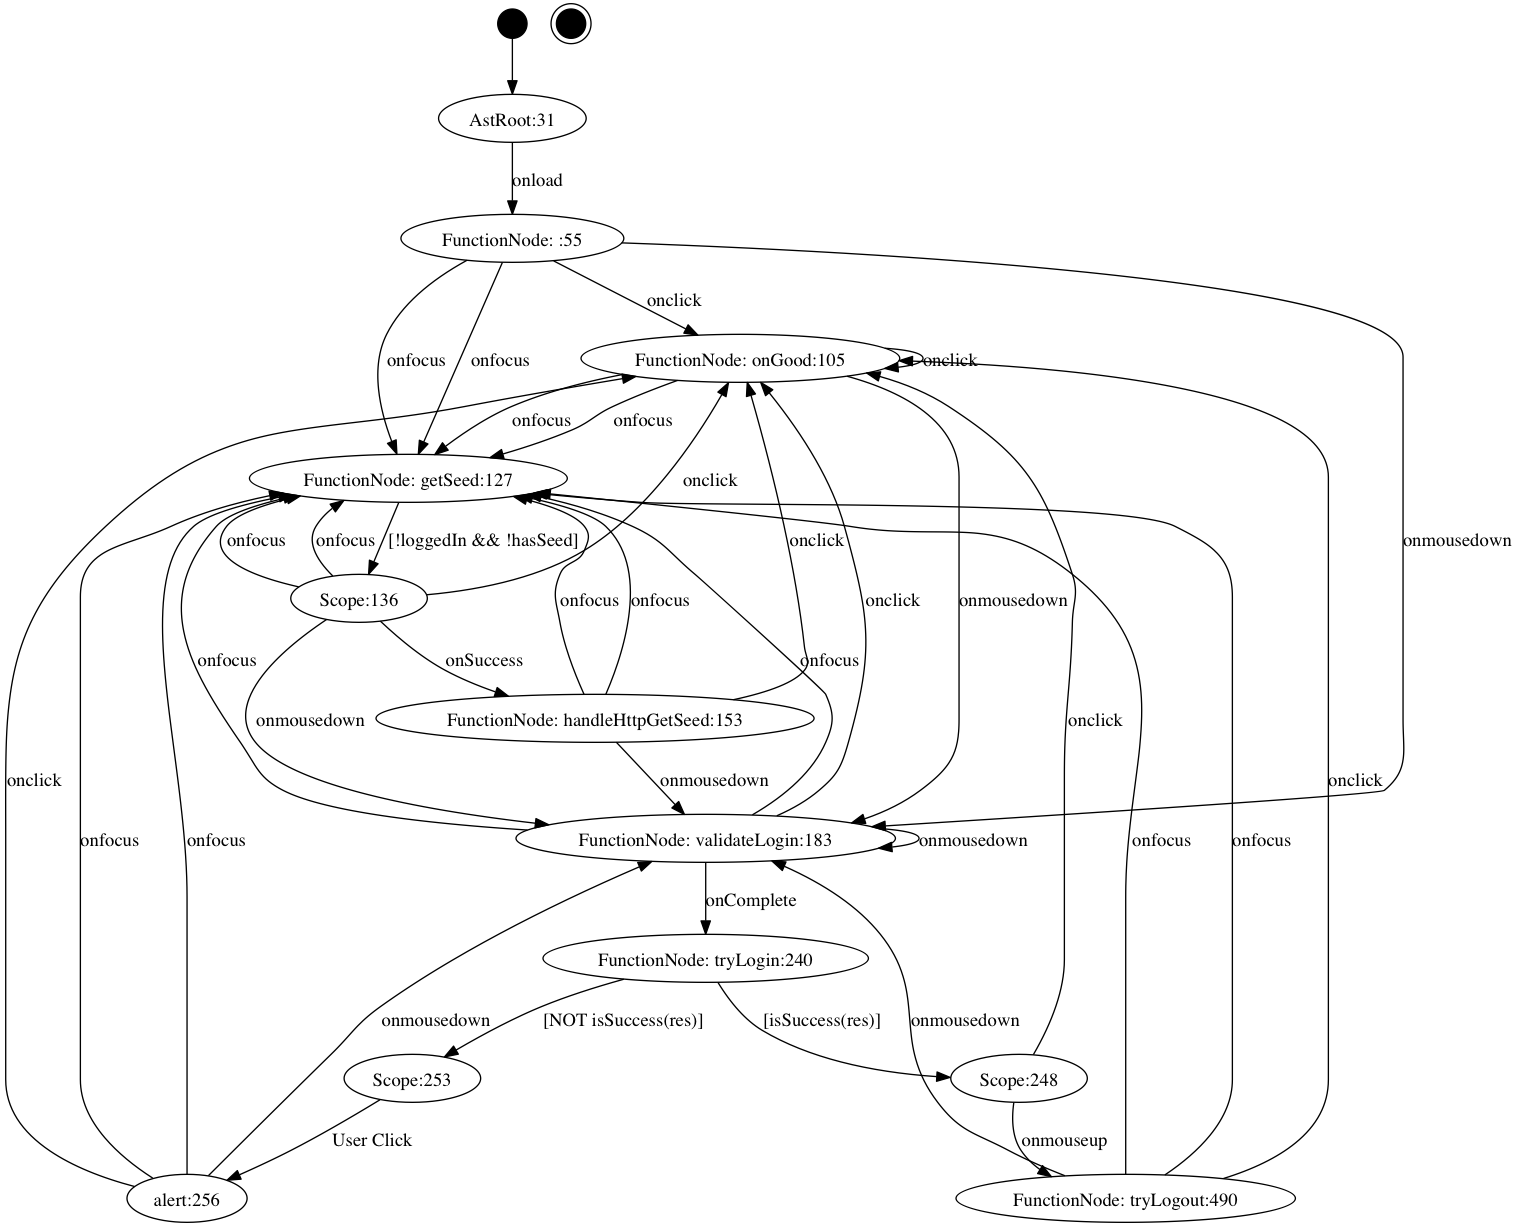 AstRoot:31
onload
FunctionNode: :55
onclick
onfocus
onfocus
FunctionNode: onGood:105
onclick
onfocus
onfocus
FunctionNode: getSeed:127
onclick
onfocus
onfocus
[!loggedIn && !hasSeed]
onclick
onmousedown
Scope:136
onfocus
onfocus
onclick
onmousedown
onfocus
onSuccess
onfocus
onmousedown
FunctionNode: handleHttpGetSeed:153
onclick
onclick
onmousedown
onclick
onfocus
onfocus
FunctionNode: validateLogin:183
onmousedown
onfocus
onfocus
onComplete
FunctionNode: tryLogin:240
onmousedown
[NOT isSuccess(res)]
[isSuccess(res)]
onmousedown
Scope:253
Scope:248
User Click
onmouseup
alert:256
FunctionNode: tryLogout:490